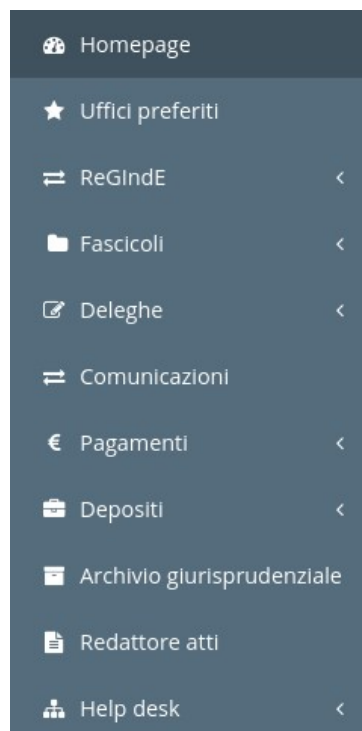 Homepage
Uffici preferiti
ReGIndE
Fascicoli
Deleghe
Comunicazioni
€ Pagamenti
Depositi
Archivio giurisprudenziale
Redattore atti
Help desk